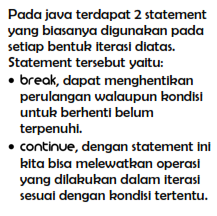 Pada java terdapat 2 statement
yang biasanya digunakan pada
setiap bentuk iterasi diatas.
Statement tersebut yaitu:
• break, dapat menghentikan
perulangan walaupun kondisi
untuk berhenti belum
terpenuhi.
• continue, dengan statement ini
kita bisa melewatkan operasi
yang dilakukan dalam iterasi
sesuai dengan kondisi tertentu.